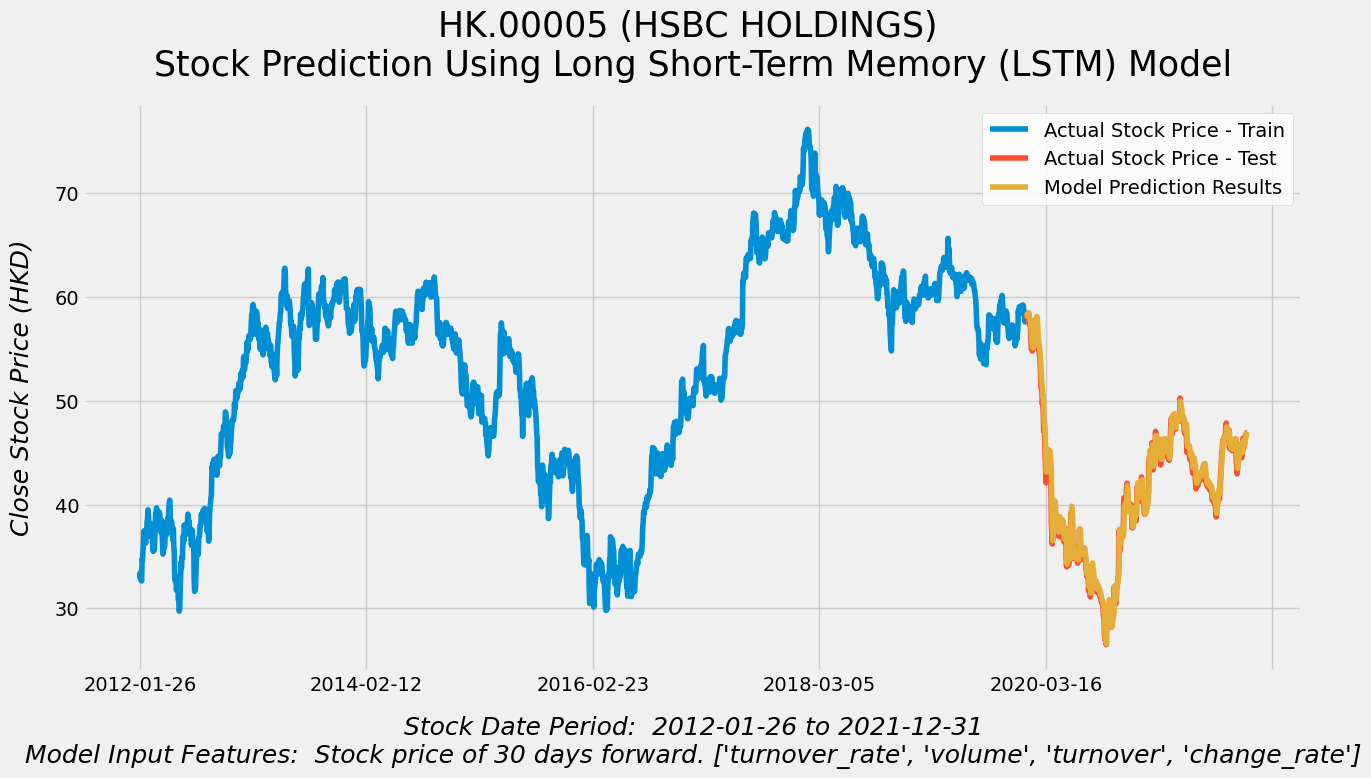 HK.00005 (HSBC HOLDINGS)
Stock Prediction Using Long Short-Term Memory (LSTM) Model
Actual Stock Price - Train
Actual Stock Price - Test
Model Prediction Results
Close Stock Price (HKD)
70
60
50
40
30
2012-01-26
2014-02-12
2016-02-23
2018-03-05
2020-03-16
Stock Date Period:  2012-01-26 to 2021-12-31
Model Input Features:  Stock price of 30 days forward. ['turnover_rate', 'volume', 'turnover', 'change_rate']